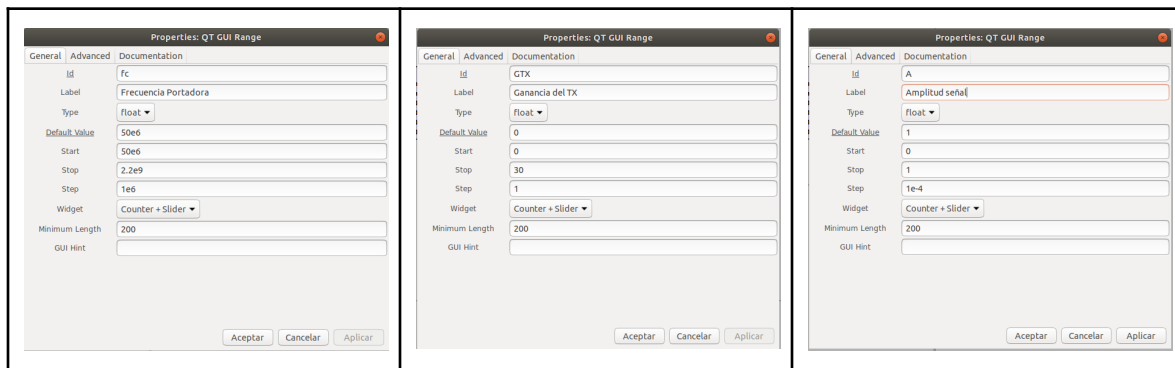 Properties: QT GUI Range
General Advanced Documentation
Id fc
Label Frecuencia Portadora
Type float
Default Value 50e6
Start 50e6
Stop 2.2e9
Step 1e6
Widget Counter + Slider
Minimum Length 200
GUI Hint
Aceptar Cancelar Aplicar
Properties: QT GUI Range
General Advanced Documentation
Id GTX
Label Ganancia del TX
Type float
Default Value 0
Start 0
Stop 30
Step 1
Widget Counter + Slider
Minimum Length 200
GUI Hint
Aceptar Cancelar Aplicar
Properties: QT GUI Range
General Advanced Documentation
Id A
Label Amplitud señal
Type float
Default Value 1
Start 0
Stop 1
Step 1e-4
Widget Counter + Slider
Minimum Length 200
GUI Hint
Aceptar Cancelar Aplicar